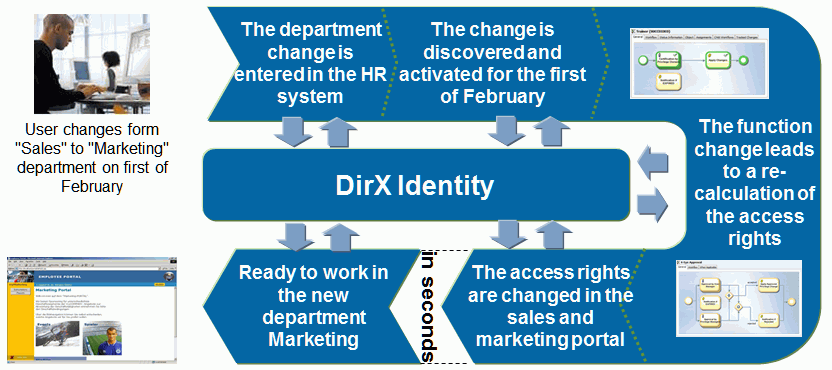 The department
change is
entered in the HR
system
The change is
discovered and
activated for the first
of February
User changes form
"Sales" to "Marketing"
department on first of
February
DirX Identity
The function
change leads
to a re-
calculation of
the access
rights
Ready to work in
the new
department
Marketing
in seconds
The access rights
are changed in the
sales and
marketing portal
EMPLOYEE PORTAL
Marketing Portal